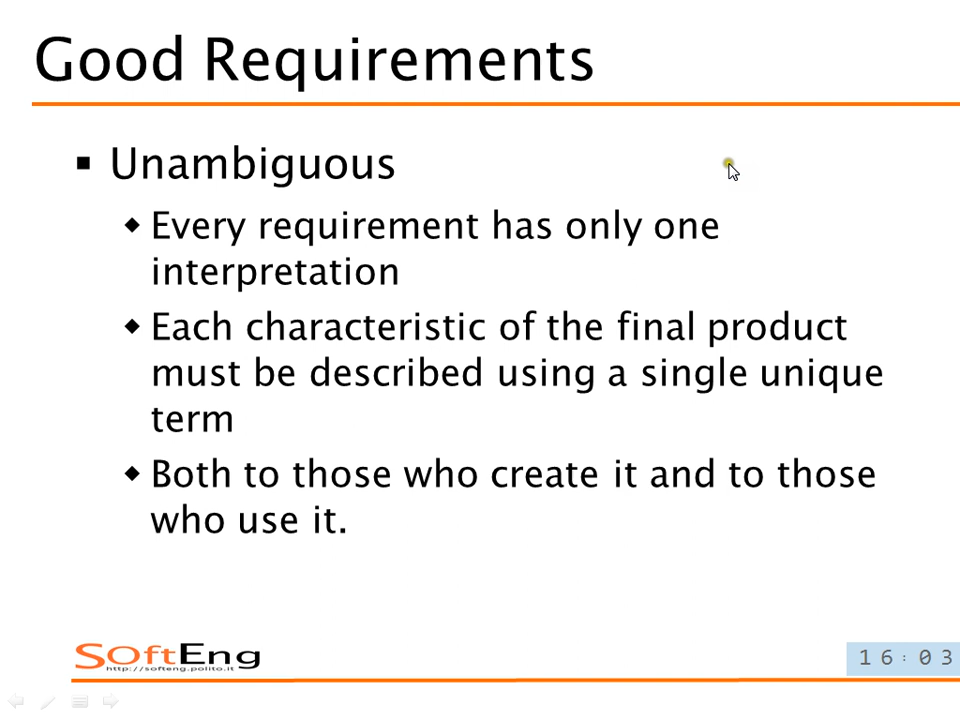 Good Requirements
Unambiguous
Every requirement has only one
interpretation
Each characteristic of the final product
must be described using a single unique
term
Both to those who create it and to those
who use it.
SOftEng
http://softeng.polito.it
16:03